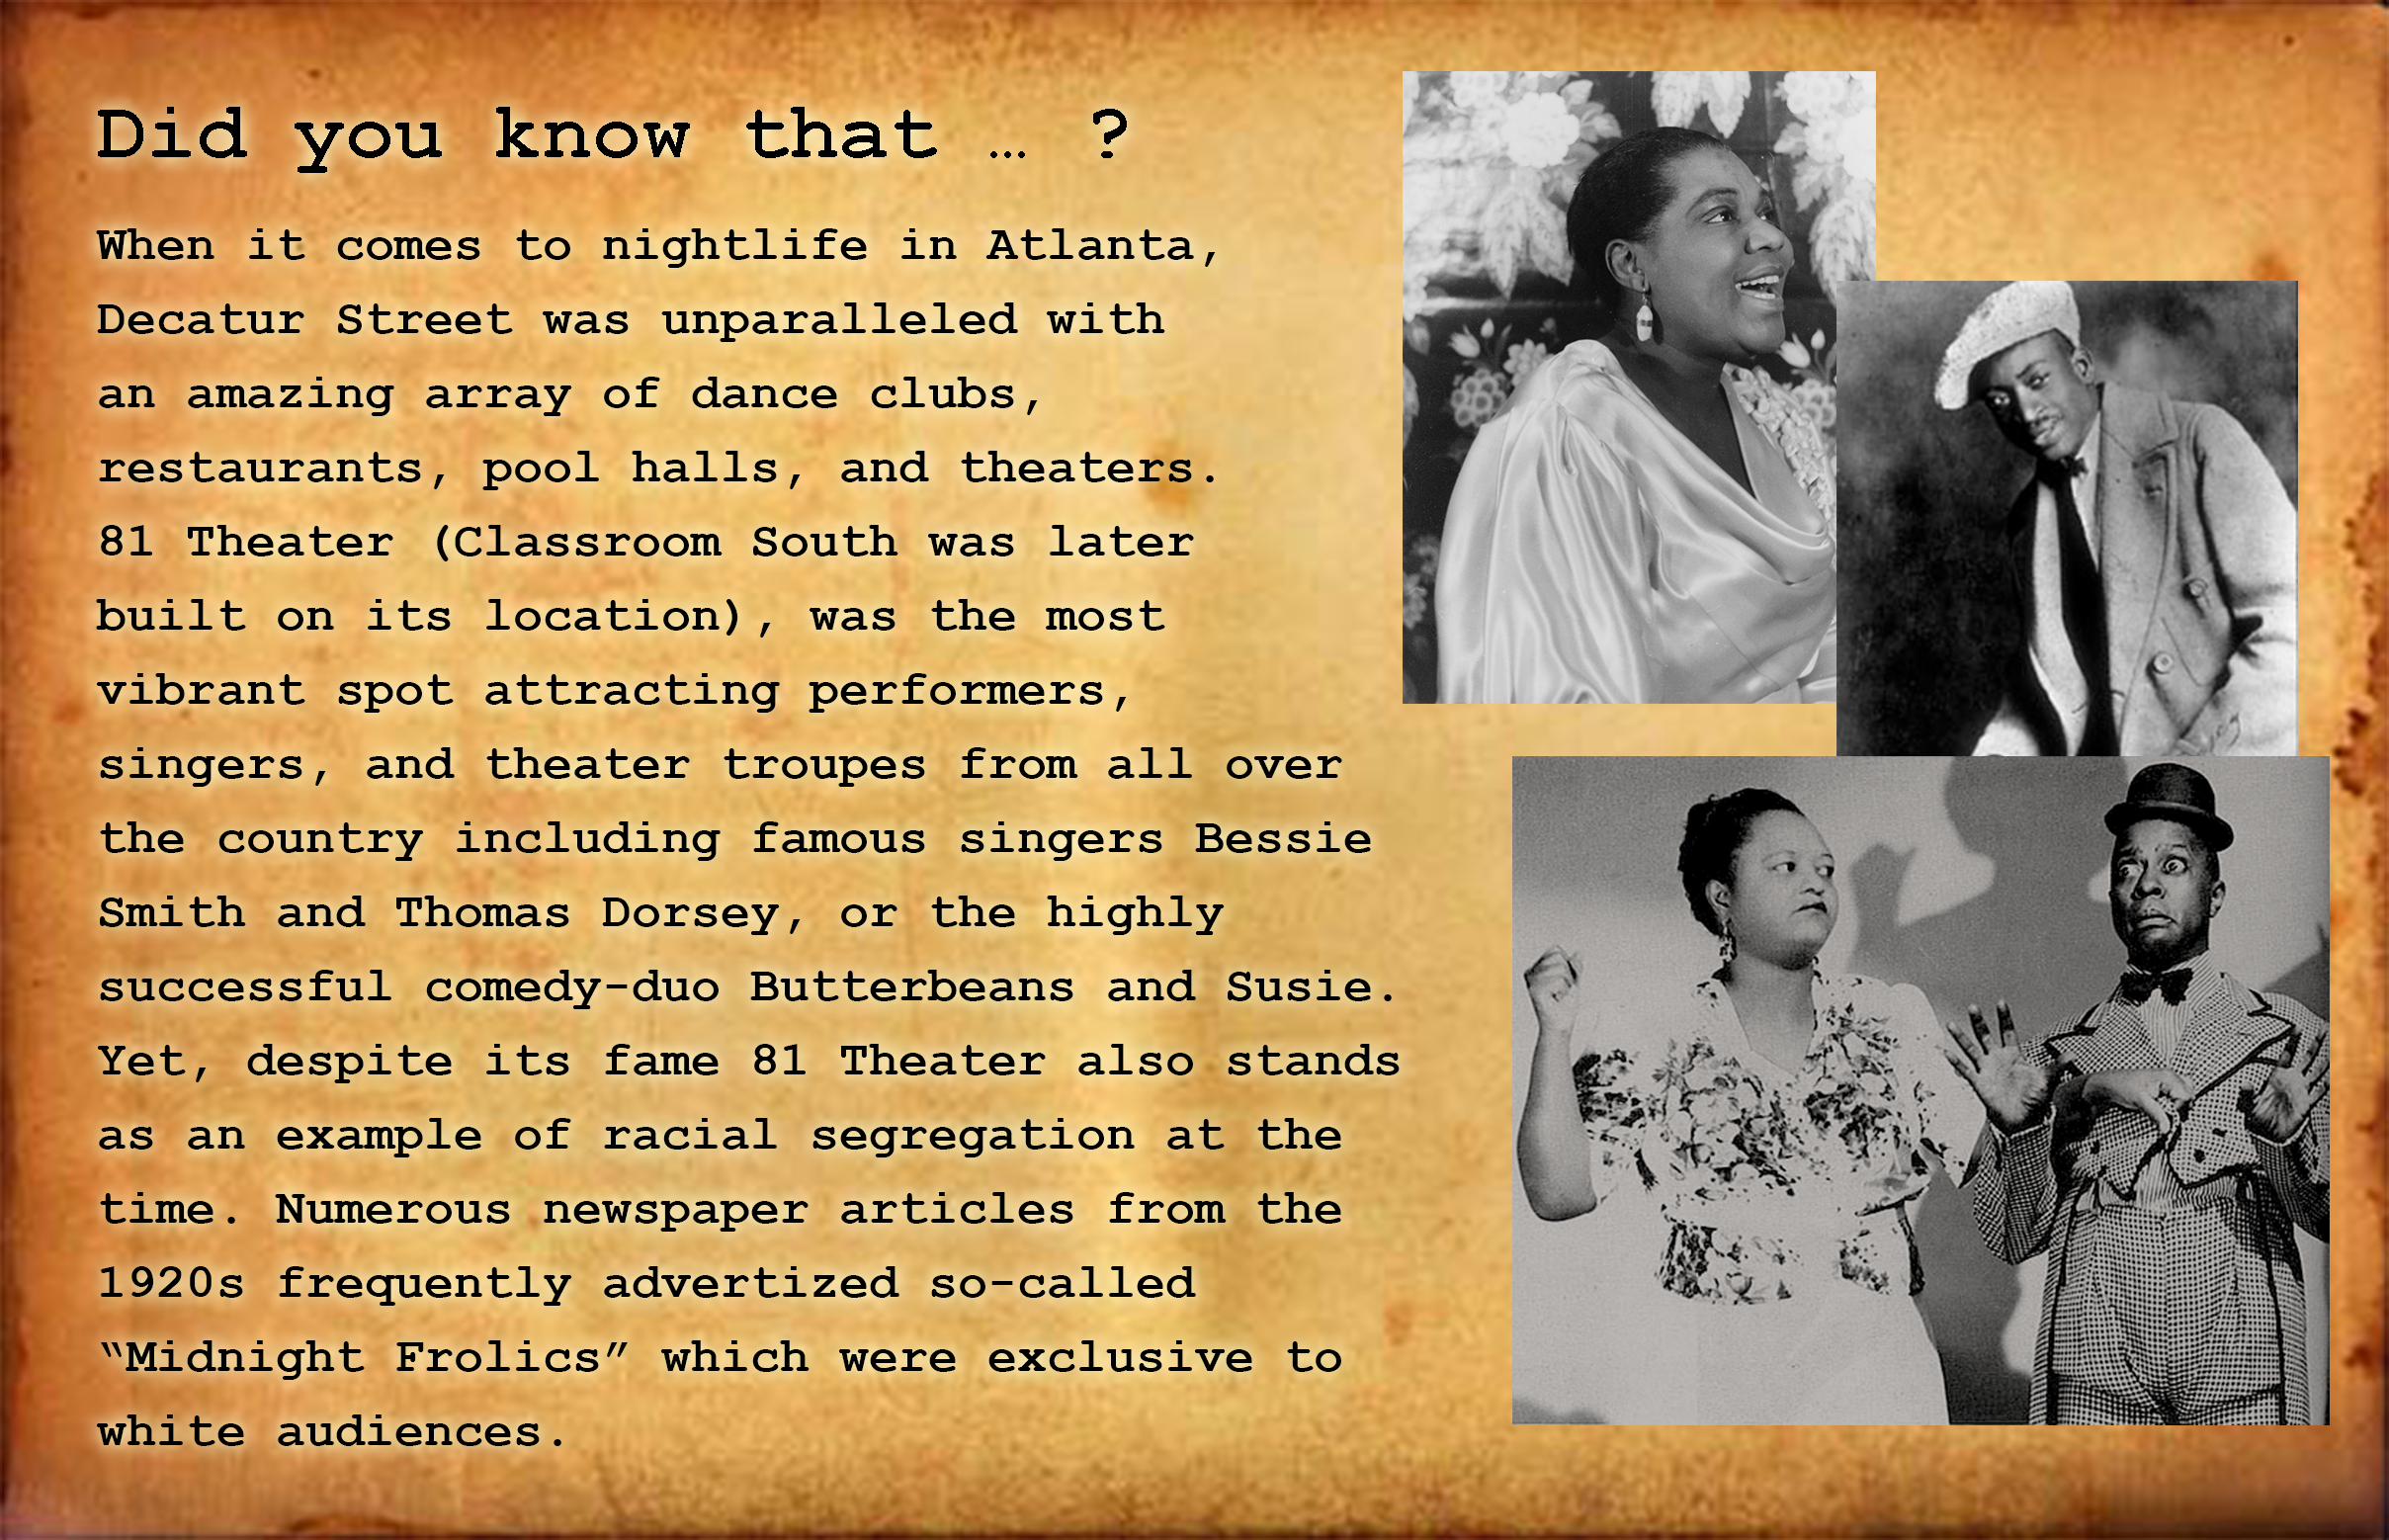 Did you know that … ?
When it comes to nightlife in Atlanta,
Decatur Street was unparalleled with
an amazing array of dance clubs,
restaurants, pool halls, and theaters.
81 Theater (Classroom South was later
built on its location), was the most
vibrant spot attracting performers,
singers, and theater troupes from all over
the country including famous singers Bessie
Smith and Thomas Dorsey, or the highly
successful comedy-duo Butterbeans and Susie.
Yet, despite its fame 81 Theater also stands
as an example of racial segregation at the
time. Numerous newspaper articles from the
1920s frequently advertized so-called
“Midnight Frolics” which were exclusive to
white audiences.